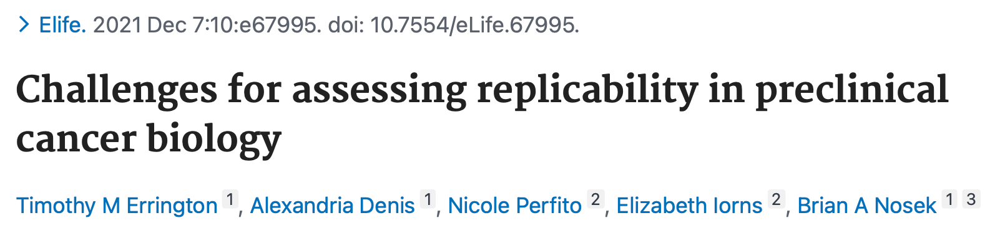 > Elife. 2021 Dec 7:10:e67995. doi: 10.7554/eLife.67995.
Challenges for assessing replicability in preclinical
cancer biology
Timothy M Errington 1, Alexandria Denis 1, Nicole Perfito 2, Elizabeth Iorns 2, Brian A Nosek 1 3